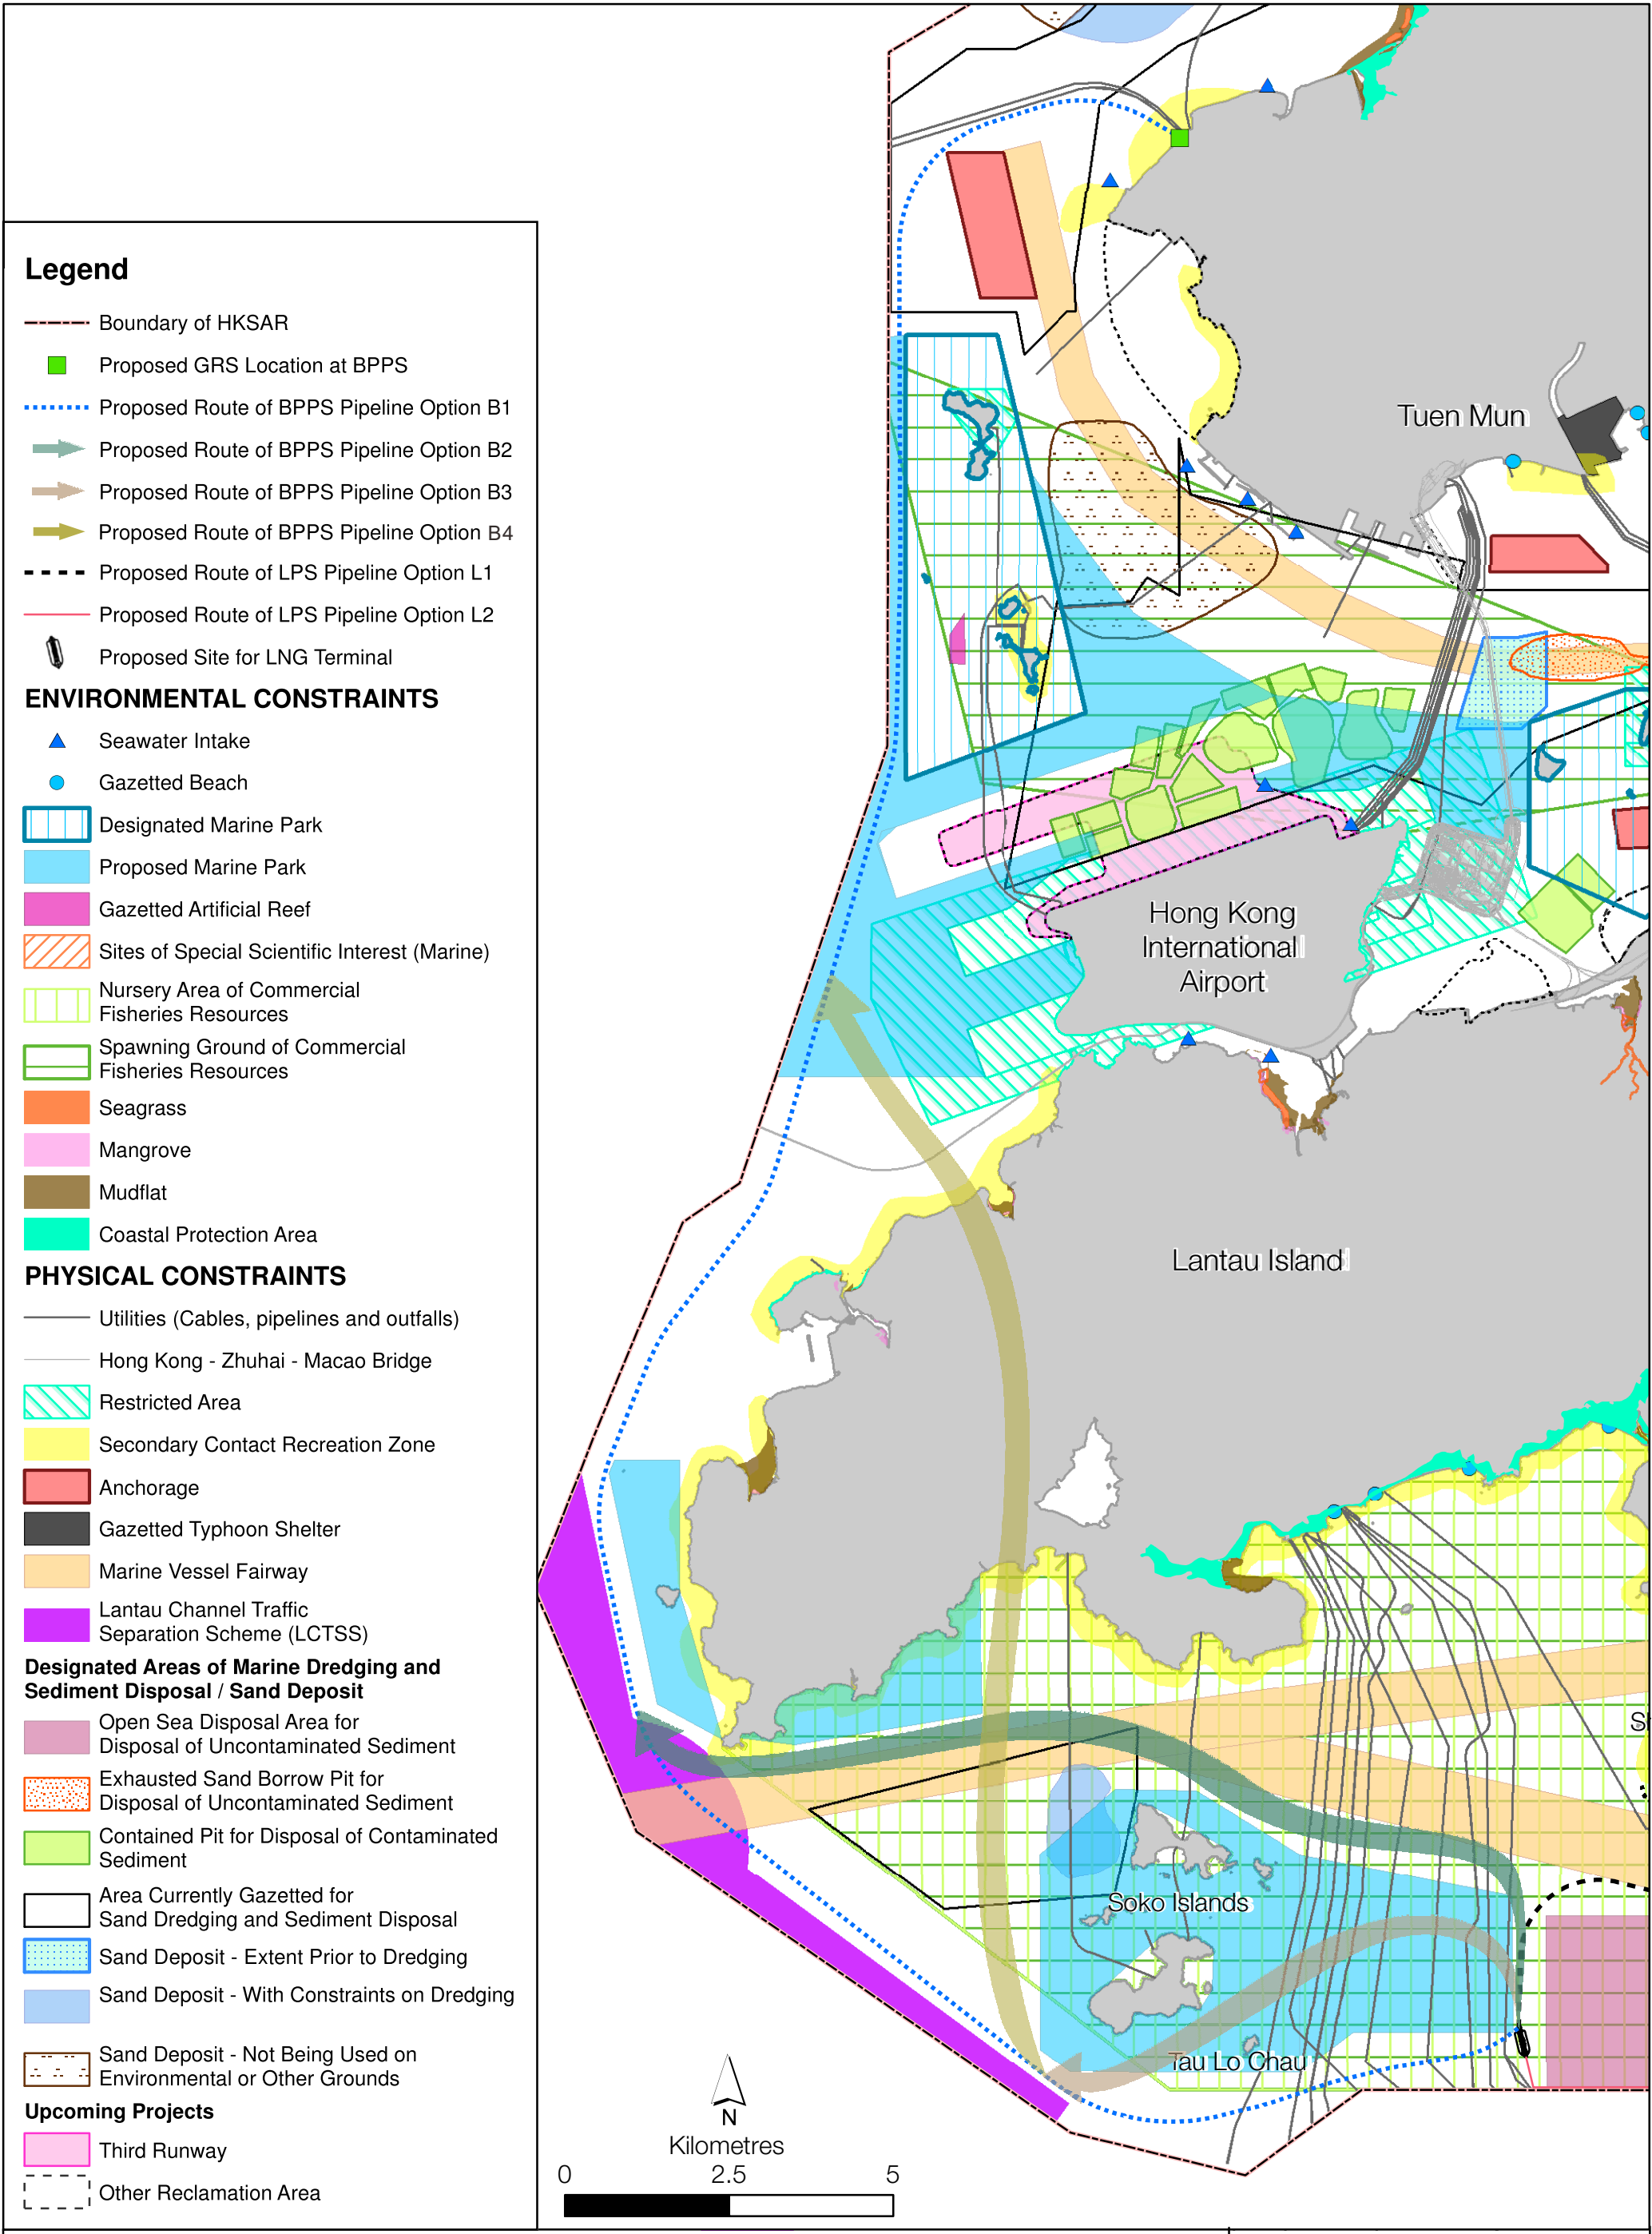 Legend
Boundary of HKSAR
Proposed GRS Location at BPPS
Proposed Route of BPPS Pipeline Option B1
Proposed Route of BPPS Pipeline Option B2
Proposed Route of BPPS Pipeline Option B3
Proposed Route of BPPS Pipeline Option B4
Proposed Route of LPS Pipeline Option L1
Proposed Route of LPS Pipeline Option L2
Proposed Site for LNG Terminal
ENVIRONMENTAL CONSTRAINTS
Seawater Intake
Gazetted Beach
Designated Marine Park
Proposed Marine Park
Gazetted Artificial Reef
Sites of Special Scientific Interest (Marine)
Nursery Area of Commercial
Fisheries Resources
Spawning Ground of Commercial
Fisheries Resources
Seagrass
Mangrove
Mudflat
Coastal Protection Area
PHYSICAL CONSTRAINTS
Utilities (Cables, pipelines and outfalls)
Hong Kong - Zhuhai - Macao Bridge
Restricted Area
Secondary Contact Recreation Zone
Anchorage
Gazetted Typhoon Shelter
Marine Vessel Fairway
Lantau Channel Traffic
Separation Scheme (LCTSS)
Designated Areas of Marine Dredging and
Sediment Disposal / Sand Deposit
Open Sea Disposal Area for
Disposal of Uncontaminated Sediment
Exhausted Sand Borrow Pit for
Disposal of Uncontaminated Sediment
Contained Pit for Disposal of Contaminated
Sediment
Area Currently Gazetted for
Sand Dredging and Sediment Disposal
Sand Deposit - Extent Prior to Dredging
Sand Deposit - With Constraints on Dredging
Sand Deposit - Not Being Used on
Environmental or Other Grounds
Upcoming Projects
Third Runway
Other Reclamation Area
Tuen Mun
Hong Kong
International
Airport
Lantau Island
Soko Islands
Tau Lo Chau
N
Kilometres
0 2.5 5